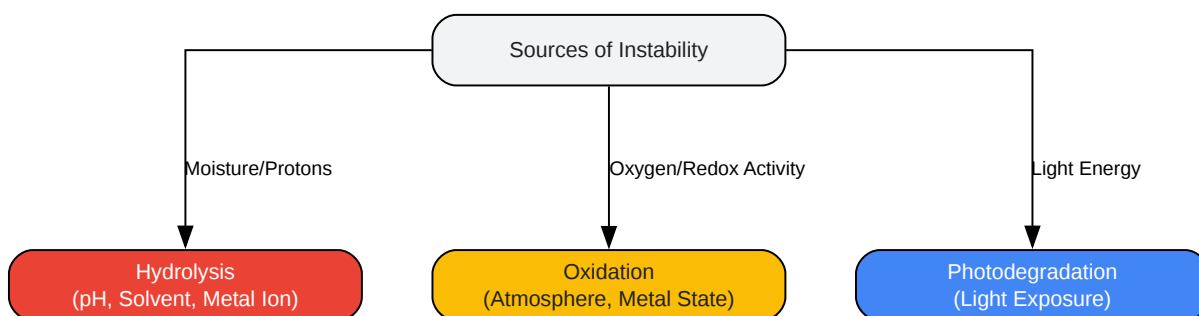 Sources of Instability
Moisture/Protons
Oxygen/Redox Activity
Light Energy
Hydrolysis
(pH, Solvent, Metal Ion)
Oxidation
(Atmosphere, Metal State)
Photodegradation
(Light Exposure)